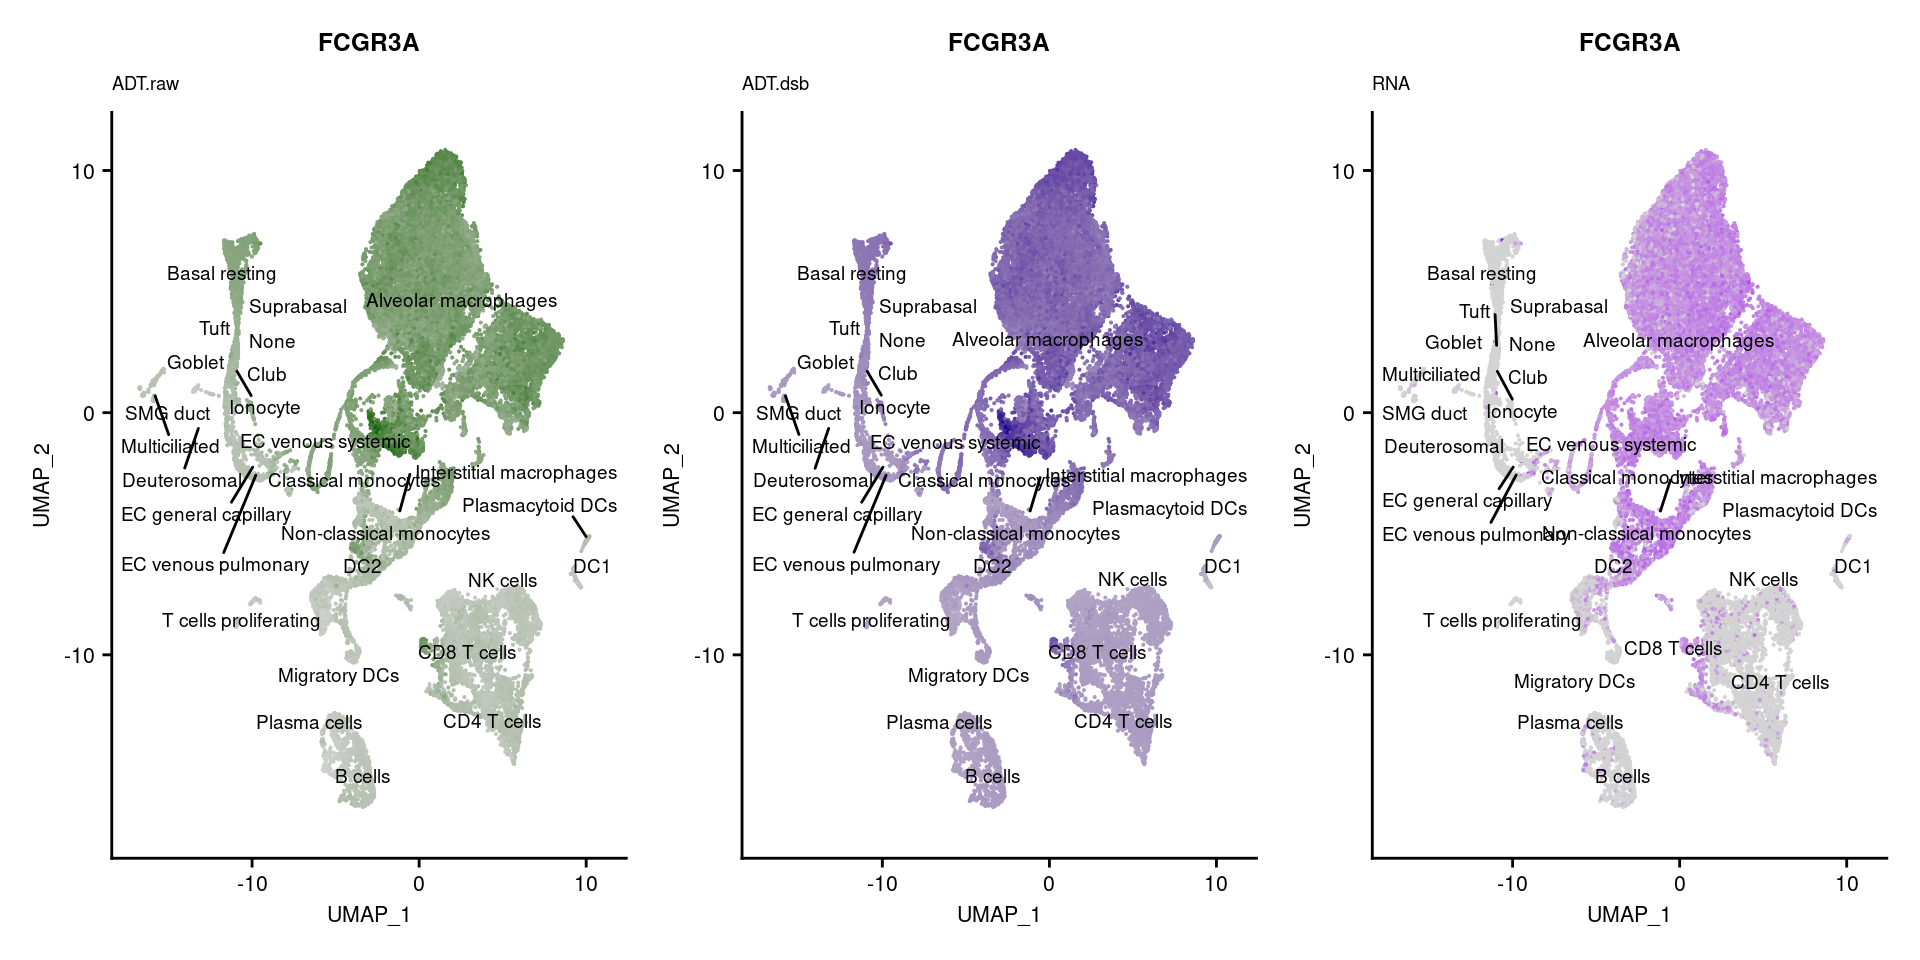 FCGR3A
ADT.raw
10
0
-10
UMAP_2
Basal resting
Suprabasal
Alveolar macrophages
Tuft
None
Goblet
Club
SMG duct
Ionocyte
Multiciliated
EC venous systemic
Deuterosomal
Classical monocytes
Interstitial macrophages
EC general capillary
Plasmacytoid DCs
Non-classical monocytes
EC venous pulmonary
DC2
DC1
NK cells
T cells proliferating
CD8 T cells
Migratory DCs
Plasma cells
CD4 T cells
B cells
-10
0
10
UMAP_1
FCGR3A
ADT.dsb
10
0
-10
UMAP_2
Basal resting
Suprabasal
Tuft
None
Alveolar macrophages
Goblet
Club
SMG duct
Ionocyte
Multiciliated
EC venous systemic
Deuterosomal
Classical monocytes
Interstitial macrophages
EC general capillary
Plasmacytoid DCs
Non-classical monocytes
EC venous pulmonary
DC2
DC1
NK cells
T cells proliferating
CD8 T cells
Migratory DCs
Plasma cells
CD4 T cells
B cells
-10
0
10
UMAP_1
FCGR3A
RNA
10
0
-10
UMAP_2
Basal resting
Suprabasal
Tuft
None
Alveolar macrophages
Goblet
Club
Multiciliated
SMG duct
Ionocyte
Deuterosomal
EC venous systemic
Classical monocytes
Interstitial macrophages
EC general capillary
Plasmacytoid DCs
EC venous pulmonary
Non-classical monocytes
DC2
DC1
NK cells
T cells proliferating
CD8 T cells
Migratory DCs
CD4 T cells
Plasma cells
B cells
-10
0
10
UMAP_1